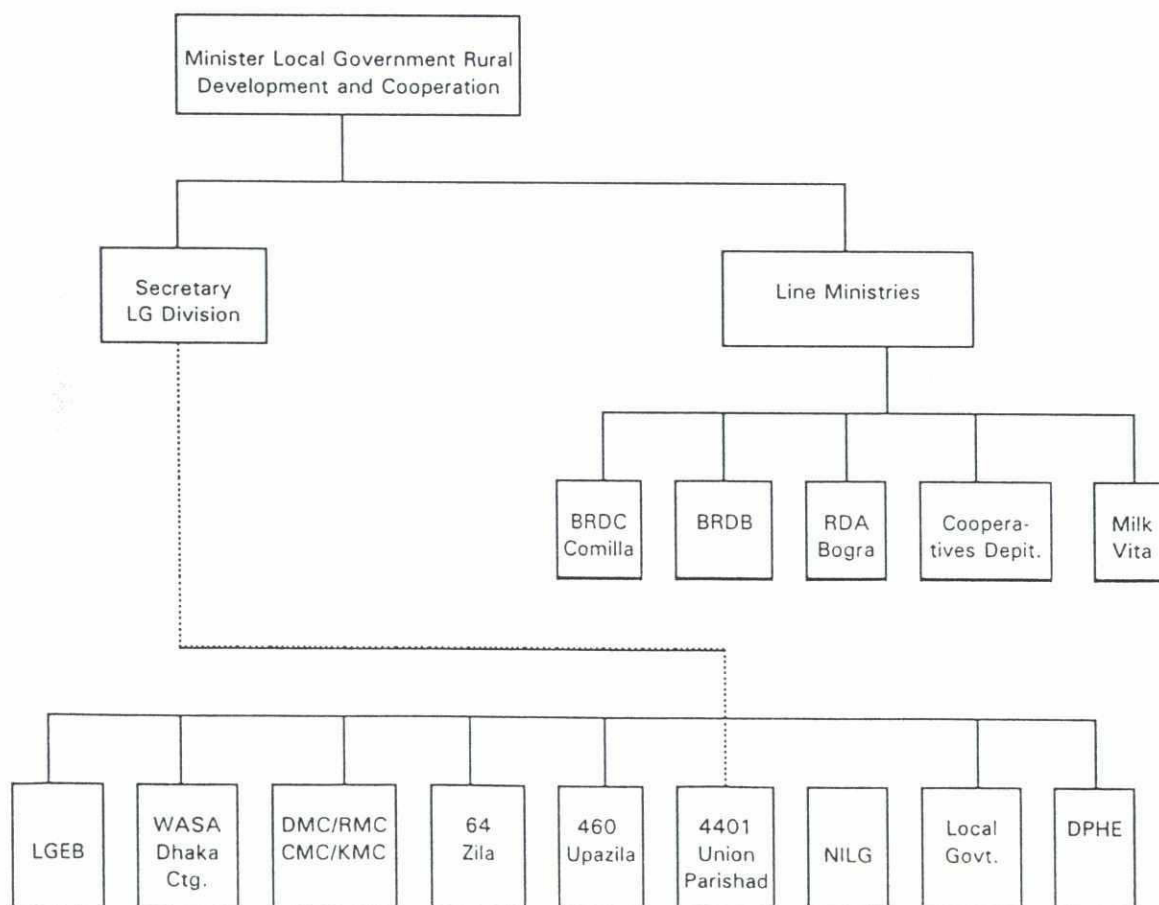 Minister Local Government Rural
Development and Cooperation
Secretary
LG Division
Line Ministries
BRDC
Comilla
BRDB
RDA
Bogra
Coopera-
tives Depit.
Milk
Vita
LGEB
WASA
Dhaka
Ctg.
DMC/RMC
CMC/KMC
64
Zila
460
Upazila
4401
Union
Parishad
NILG
Local
Govt.
DPHE